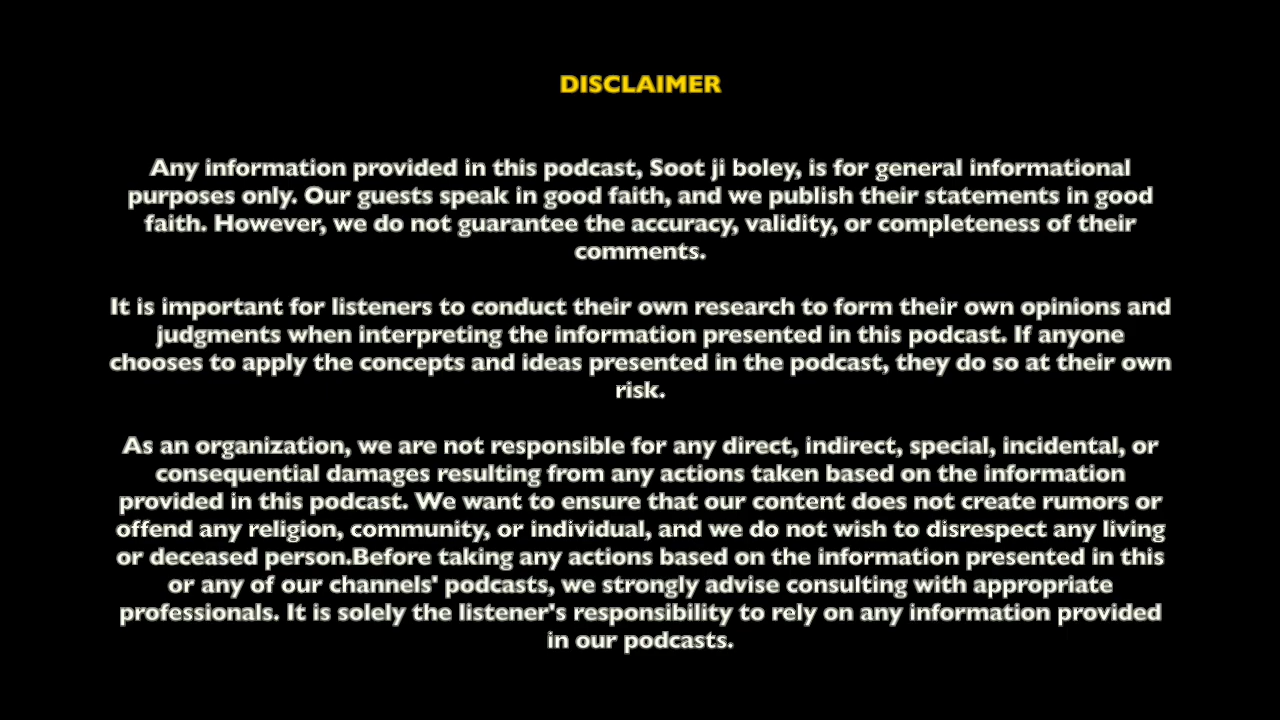 DISCLAIMER
Any information provided in this podcast, Soot ji boley, is for general informational
purposes only. Our guests speak in good faith, and we publish their statements in good
faith. However, we do not guarantee the accuracy, validity, or completeness of their
comments.
It is important for listeners to conduct their own research to form their own opinions and
judgments when interpreting the information presented in this podcast. If anyone
chooses to apply the concepts and ideas presented in the podcast, they do so at their own
risk.
As an organization, we are not responsible for any direct, indirect, special, incidental, or
consequential damages resulting from any actions taken based on the information
provided in this podcast. We want to ensure that our content does not create rumors or
offend any religion, community, or individual, and we do not wish to disrespect any living
or deceased person.Before taking any actions based on the information presented in this
or any of our channels' podcasts, we strongly advise consulting with appropriate
professionals. It is solely the listener's responsibility to rely on any information provided
in our podcasts.